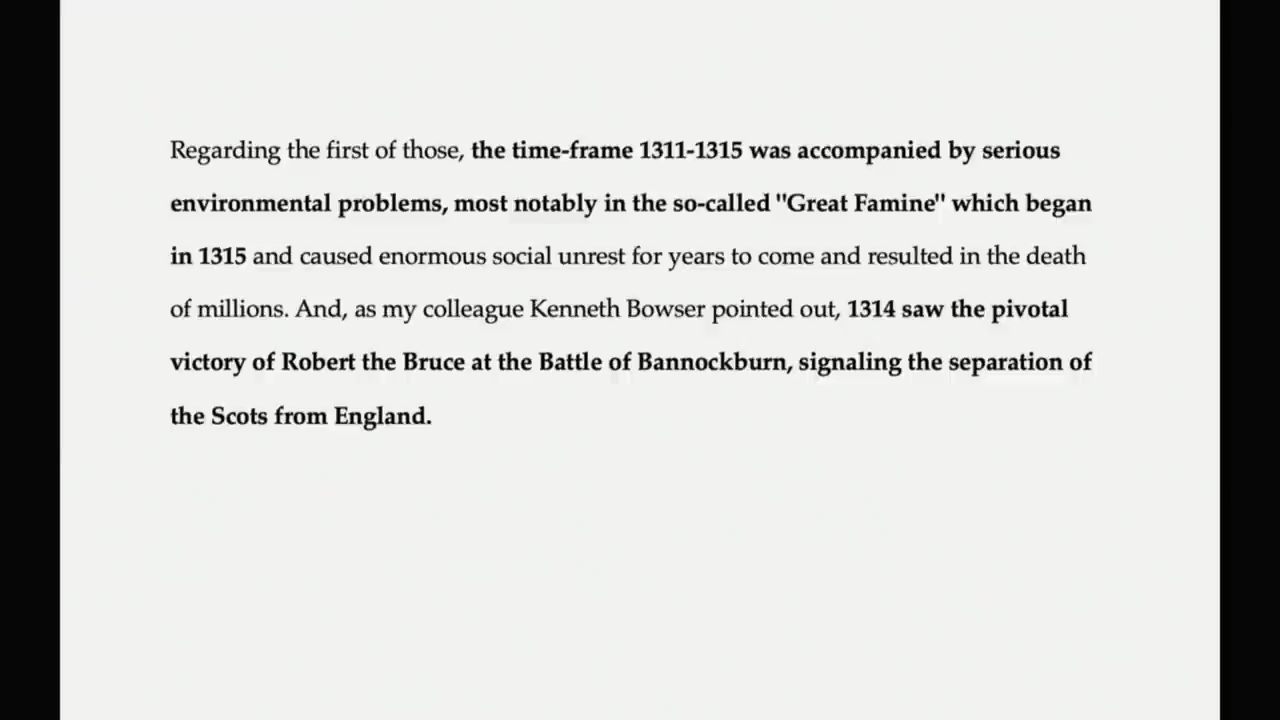 Regarding the first of those, the time-frame 1311-1315 was accompanied by serious
environmental problems, most notably in the so-called "Great Famine" which began
in 1315 and caused enormous social unrest for years to come and resulted in the death
of millions. And, as my colleague Kenneth Bowser pointed out, 1314 saw the pivotal
victory of Robert the Bruce at the Battle of Bannockburn, signaling the separation of
the Scots from England.